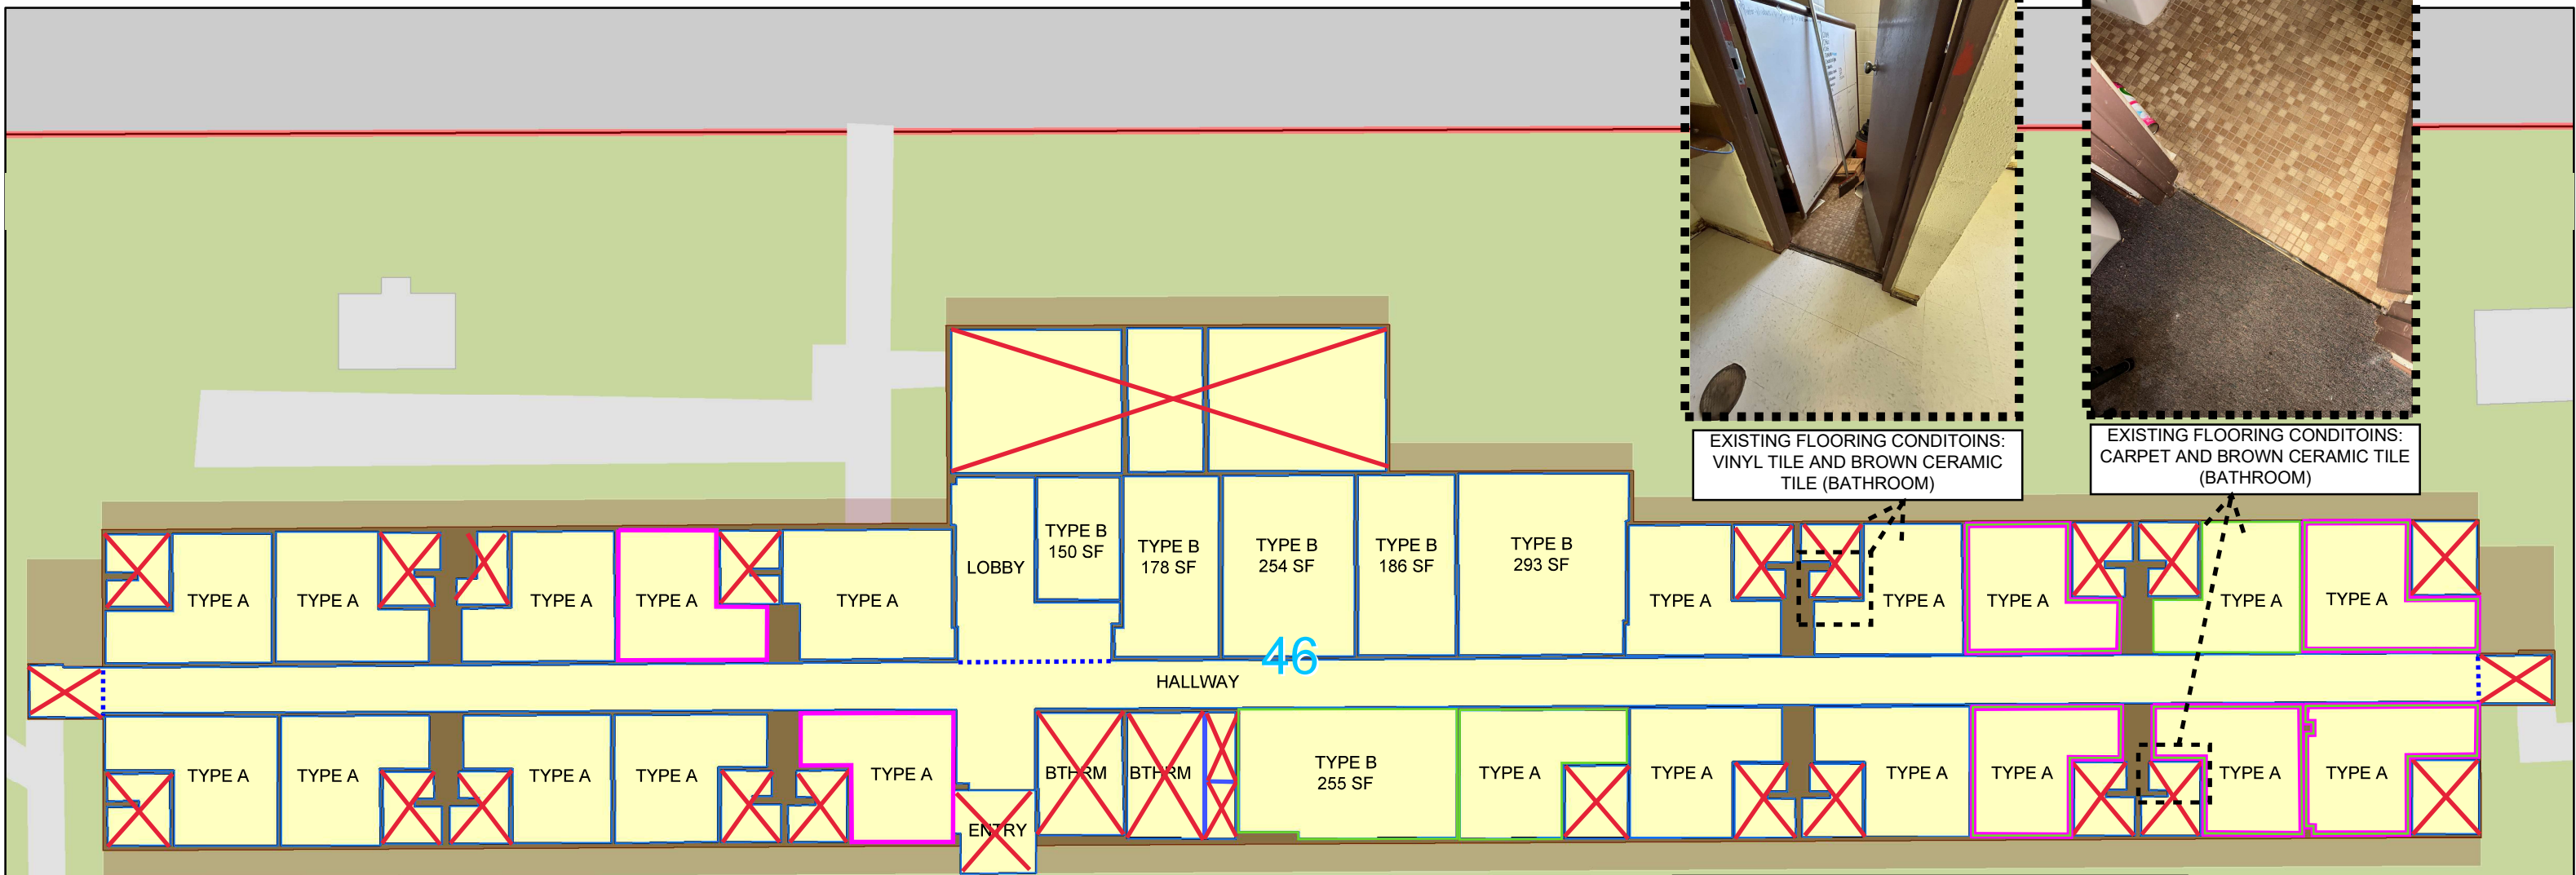 EXISTING FLOORING CONDITOINS:
VINYL TILE AND BROWN CERAMIC
TILE (BATHROOM)
EXISTING FLOORING CONDITOINS:
CARPET AND BROWN CERAMIC TILE
(BATHROOM)
TYPE A
TYPE A
TYPE A
TYPE A
TYPE A
LOBBY
TYPE B
150 SF
TYPE B
178 SF
TYPE B
254 SF
TYPE B
186 SF
TYPE B
293 SF
TYPE A
TYPE A
TYPE A
TYPE A
TYPE A
46
HALLWAY
TYPE A
TYPE A
TYPE A
TYPE A
TYPE A
ENTRY
BTHRM
BTHRM
TYPE B
255 SF
TYPE A
TYPE A
TYPE A
TYPE A
TYPE A
TYPE A